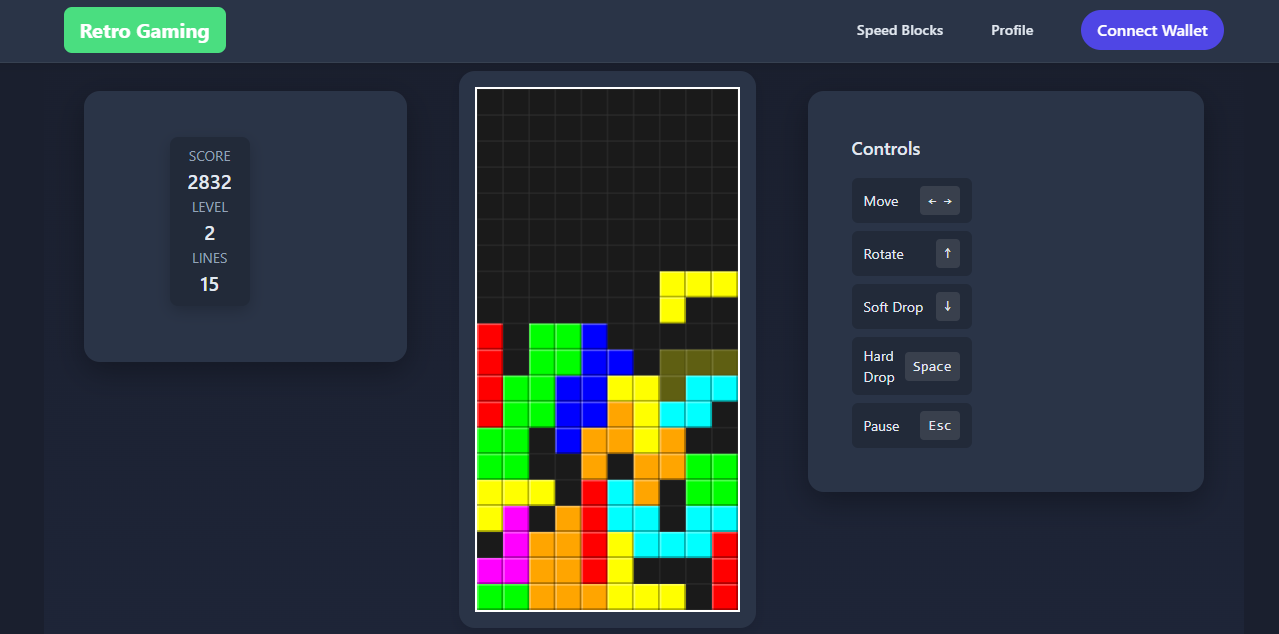 Retro Gaming
Speed Blocks
Profile
Connect Wallet
SCORE
2832
LEVEL
2
LINES
15
Controls
Move
← →
Rotate
↑
Soft Drop
↓
Hard
Drop
Space
Pause
Esc